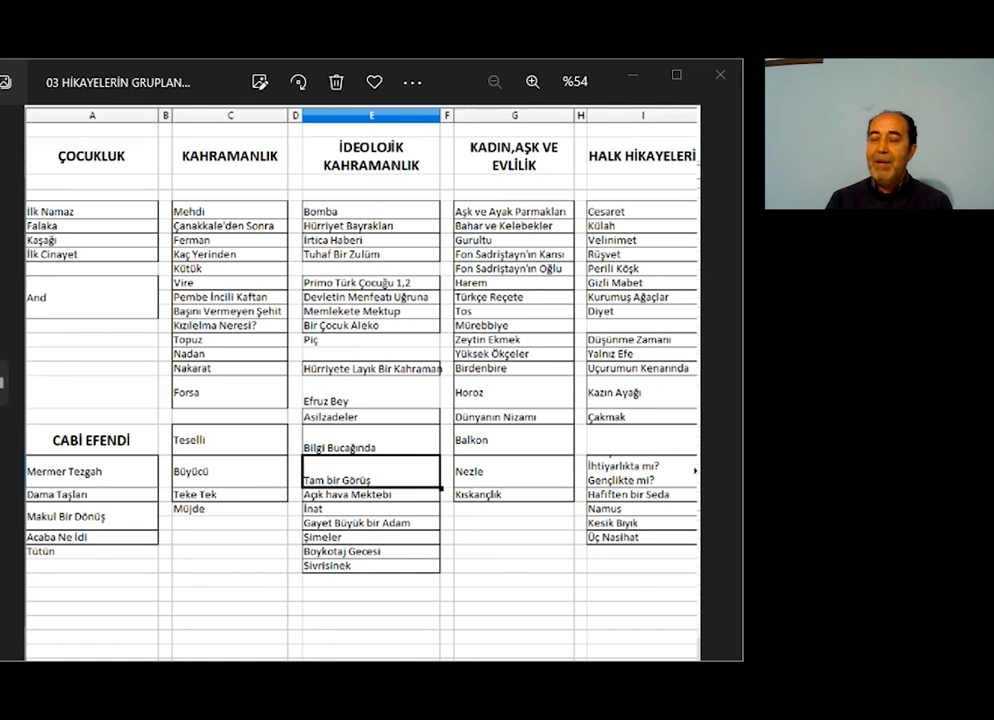 03 HİKAYELERİN GRUPLAN...
%54
A B C D E F G H I
ÇOCUKLUK
İlk Namaz
Falaka
Kaşağı
İlk Cinayet
And
CABİ EFENDİ
Mermer Tezgah
Dama Taşları
Makul Bir Dönüş
Acaba Ne İdi
Tütün
KAHRAMANLIK
Mehdi
Çanakkale'den Sonra
Ferman
Kaç Yerinden
Kütük
Vire
Pembe İncili Kaftan
Başını Vermeyen Şehit
Kızılelma Neresi?
Topuz
Nadan
Nakarat
Forsa
Teselli
Büyücü
Teke Tek
Müjde
İDEOLOJİK
KAHRAMANLIK
Bomba
Hürriyet Bayrakları
İrtica Haberi
Tuhaf Bir Zulüm
Primo Türk Çocuğu 1,2
Devletin Menfeatı Uğruna
Memlekete Mektup
Bir Çocuk Aleko
Piç
Hürriyete Layık Bir Kahraman
Efruz Bey
Asilzadeler
Bilgi Bucağında
Tam bir Görüş
Açık hava Mektebi
İnat
Gayet Büyük bir Adam
Şimeler
Boykotaj Gecesi
Sivrisinek
KADIN,AŞK VE
EVLİLİK
Aşk ve Ayak Parmakları
Bahar ve Kelebekler
Gurultu
Fon Sadriştayn'ın Karısı
Fon Sadriştayn'ın Oğlu
Harem
Türkçe Reçete
Tos
Mürebbiye
Zeytin Ekmek
Yüksek Ökçeler
Birdenbire
Horoz
Dünyanın Nizamı
Balkon
Nezle
Kıskançlık
HALK HİKAYELERİ
Cesaret
Külah
Velinimet
Rüşvet
Perili Köşk
Gizli Mabet
Kurumuş Ağaçlar
Diyet
Düşünme Zamanı
Yalnız Efe
Uçurumun Kenarında
Kazın Ayağı
Çakmak
İhtiyarlıkta mı?
Gençlikte mi?
Hafiften bir Seda
Namus
Kesik Bıyık
Üç Nasihat